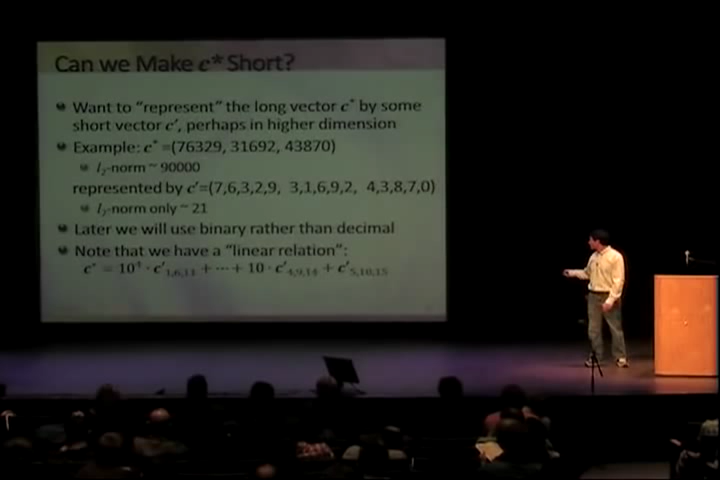 Can we Make c* Short?
Want to "represent" the long vector c* by some
short vector c', perhaps in higher dimension
Example: c* =(76329, 31692, 43870)
l₂-norm ~ 90000
represented by c'=(7,6,3,2,9, 3,1,6,9,2, 4,3,8,7,0)
l₂-norm only ~ 21
Later we will use binary rather than decimal
Note that we have a "linear relation":
c* = 10⁴ · c'₁,₆,₁₁ + ⋯ + 10 · c'₄,₉,₁₄ + c'₅,₁₀,₁₅